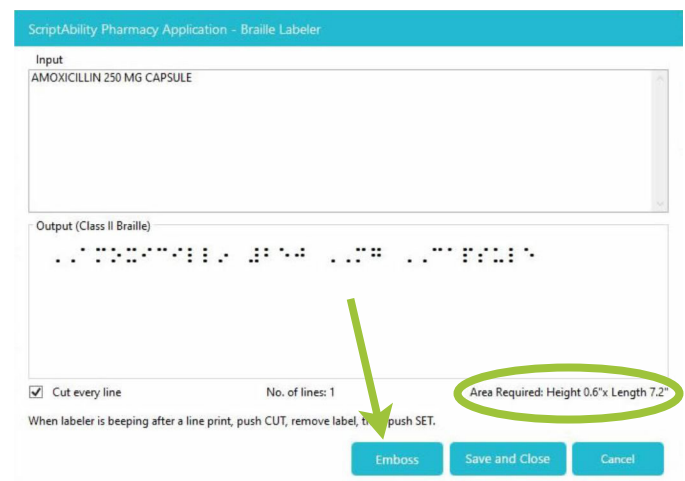 ScriptAbility Pharmacy Application - Braille Labeler
Input
AMOXICILLIN 250 MG CAPSULE
Output (Class II Braille)
⠠⠠⠁⠍⠕⠭⠊⠉⠊⠇⠇⠔ ⠼⠃⠑⠚ ⠠⠠⠍⠛ ⠠⠠⠉⠁⠏⠎⠥⠇⠑
Cut every line No. of lines: 1 Area Required: Height 0.6"x Length 7.2"
When labeler is beeping after a line print, push CUT, remove label, push SET.
Emboss Save and Close Cancel